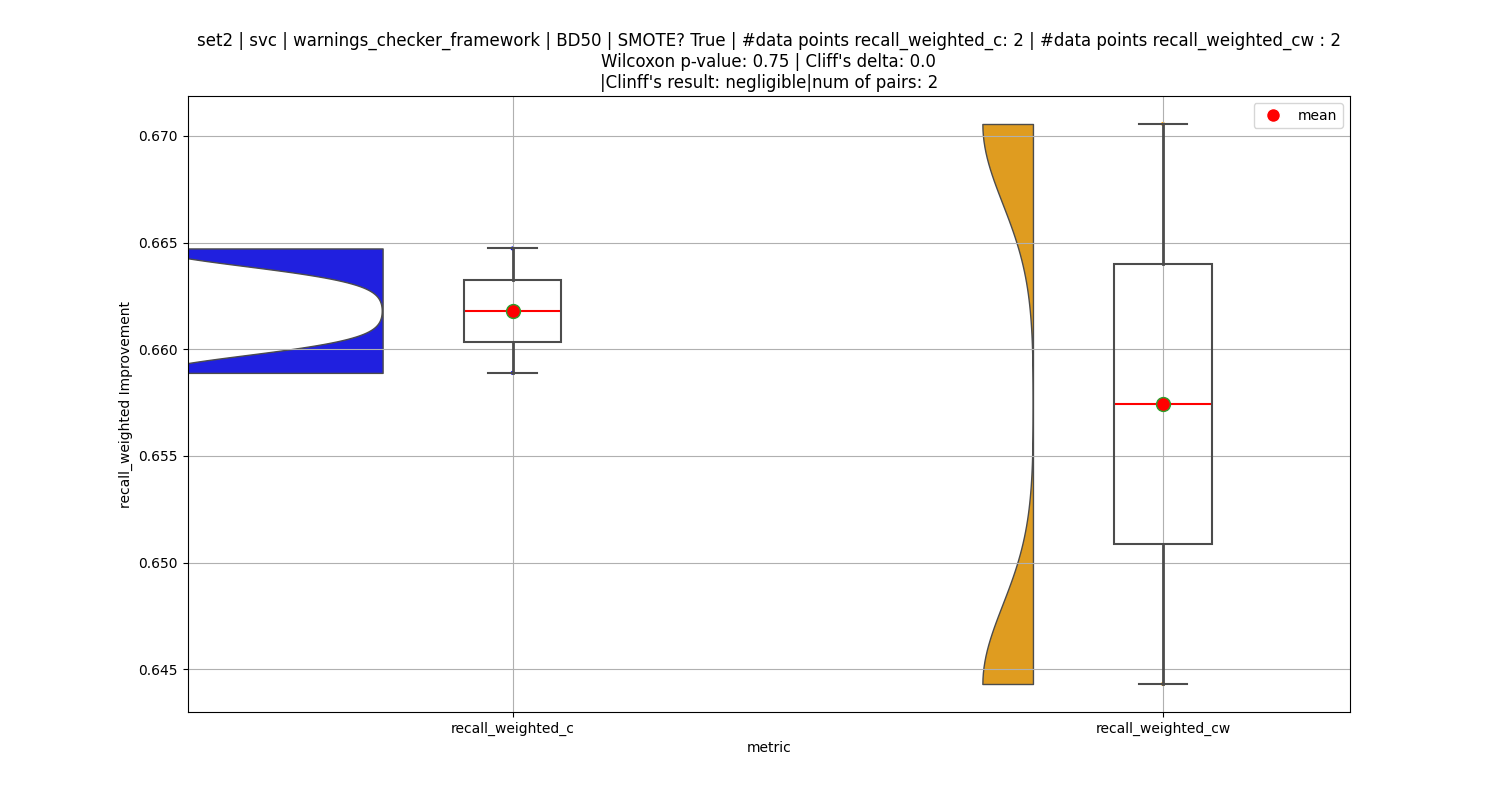 set2 | svc | warnings_checker_framework | BD50 | SMOTE? True | #data points recall_weighted_c: 2 | #data points recall_weighted_cw : 2
Wilcoxon p-value: 0.75 | Cliff's delta: 0.0
|Clinff's result: negligible|num of pairs: 2
mean
0.670
0.665
0.660
0.655
0.650
0.645
recall_weighted Improvement
recall_weighted_c
recall_weighted_cw
metric